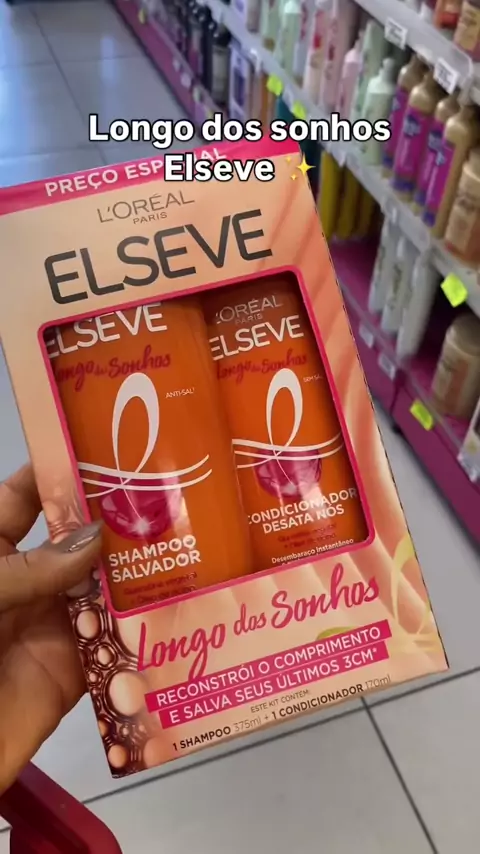 Longo dos sonhos
Elseve ✨
PREÇO ESPECIAL
L'ORÉAL
PARIS
ELSEVE
ELSEVE
Longo dos Sonhos
ANTI-SAL*
SHAMPOO
SALVADOR
L'ORÉAL
PARIS
ELSEVE
Longo dos Sonhos
SEM SAL
CONDICIONADOR
DESATA NÓS
Desembaraço Instantâneo
Longo dos Sonhos
RECONSTRÓI O COMPRIMENTO
E SALVA SEUS ÚLTIMOS 3CM*
ESTE KIT CONTÉM:
1 SHAMPOO 375ml + 1 CONDICIONADOR 170ml